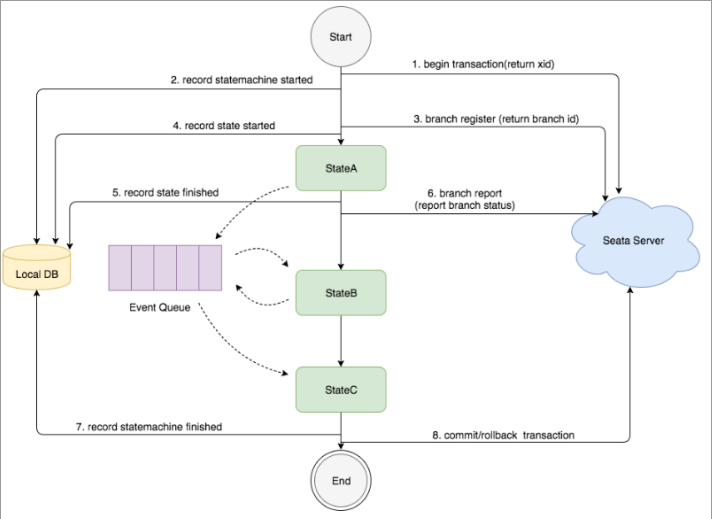 Start
1. begin transaction(return xid)
2. record statemachine started
3. branch register (return branch id)
4. record state started
StateA
5. record state finished
6. branch report
(report branch status)
Seata Server
Local DB
StateB
Event Queue
StateC
7. record statemachine finished
8. commit/rollback transaction
End